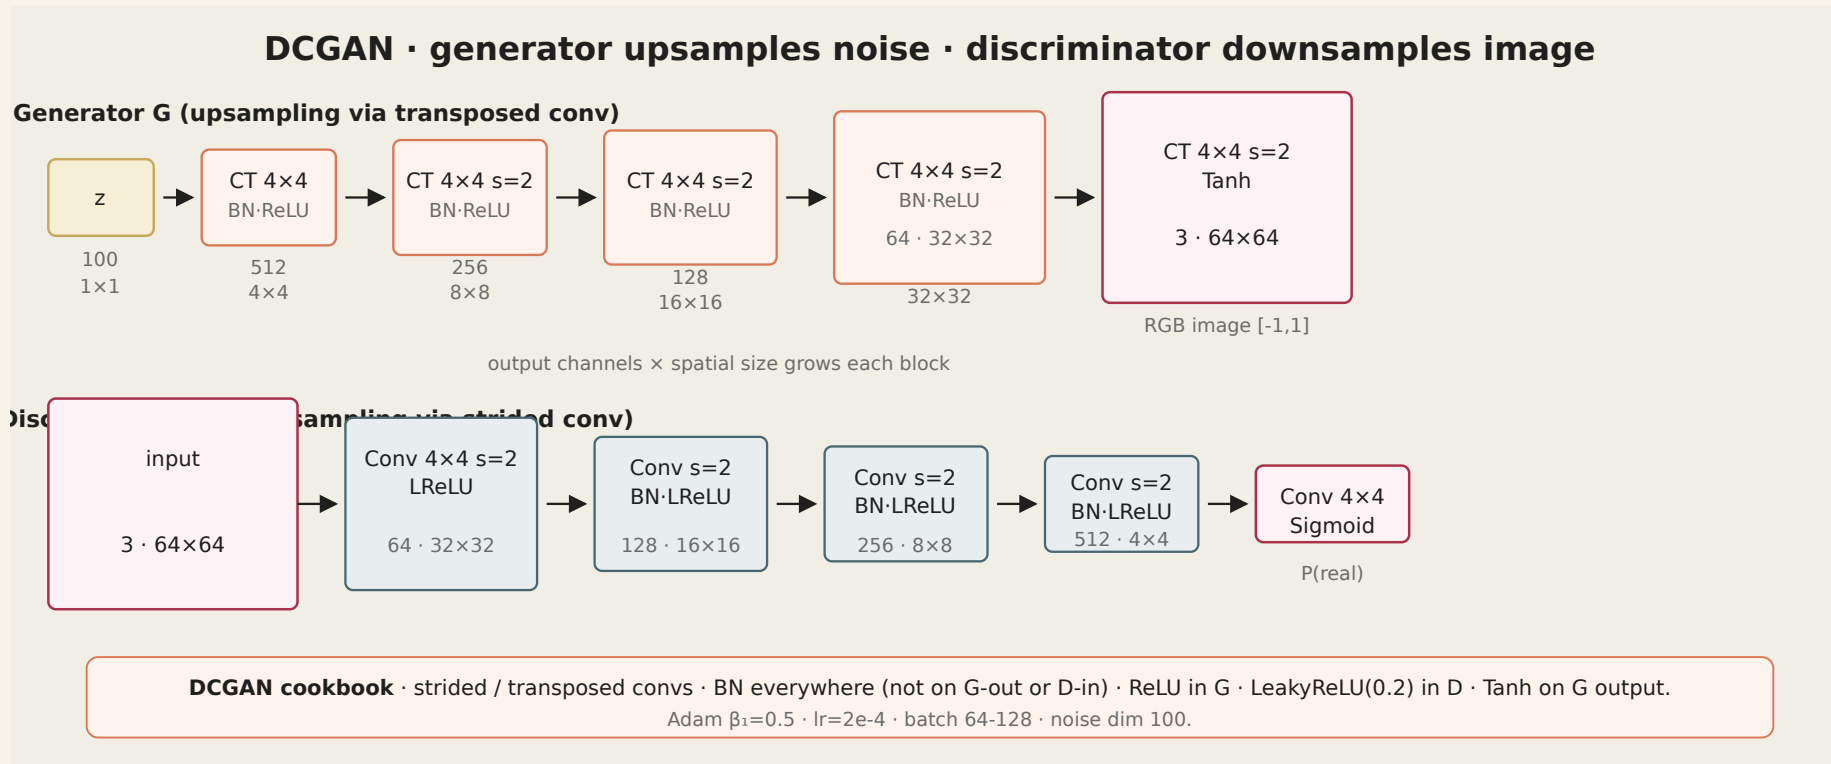 DCGAN · generator upsamples noise · discriminator downsamples image
Generator G (upsampling via transposed conv)
z
100
1×1
CT 4×4
BN·ReLU
512
4×4
CT 4×4 s=2
BN·ReLU
256
8×8
CT 4×4 s=2
BN·ReLU
128
16×16
CT 4×4 s=2
BN·ReLU
64 · 32×32
32×32
CT 4×4 s=2
Tanh
3 · 64×64
RGB image [-1,1]
output channels × spatial size grows each block
via strided conv)
input
3 · 64×64
Conv 4×4 s=2
LReLU
64 · 32×32
Conv s=2
BN·LReLU
128 · 16×16
Conv s=2
BN·LReLU
256 · 8×8
Conv s=2
BN·LReLU
512 · 4×4
Conv 4×4
Sigmoid
P(real)
DCGAN cookbook · strided / transposed convs · BN everywhere (not on G-out or D-in) · ReLU in G · LeakyReLU(0.2) in D · Tanh on G output.
Adam β₁=0.5 · lr=2e-4 · batch 64-128 · noise dim 100.